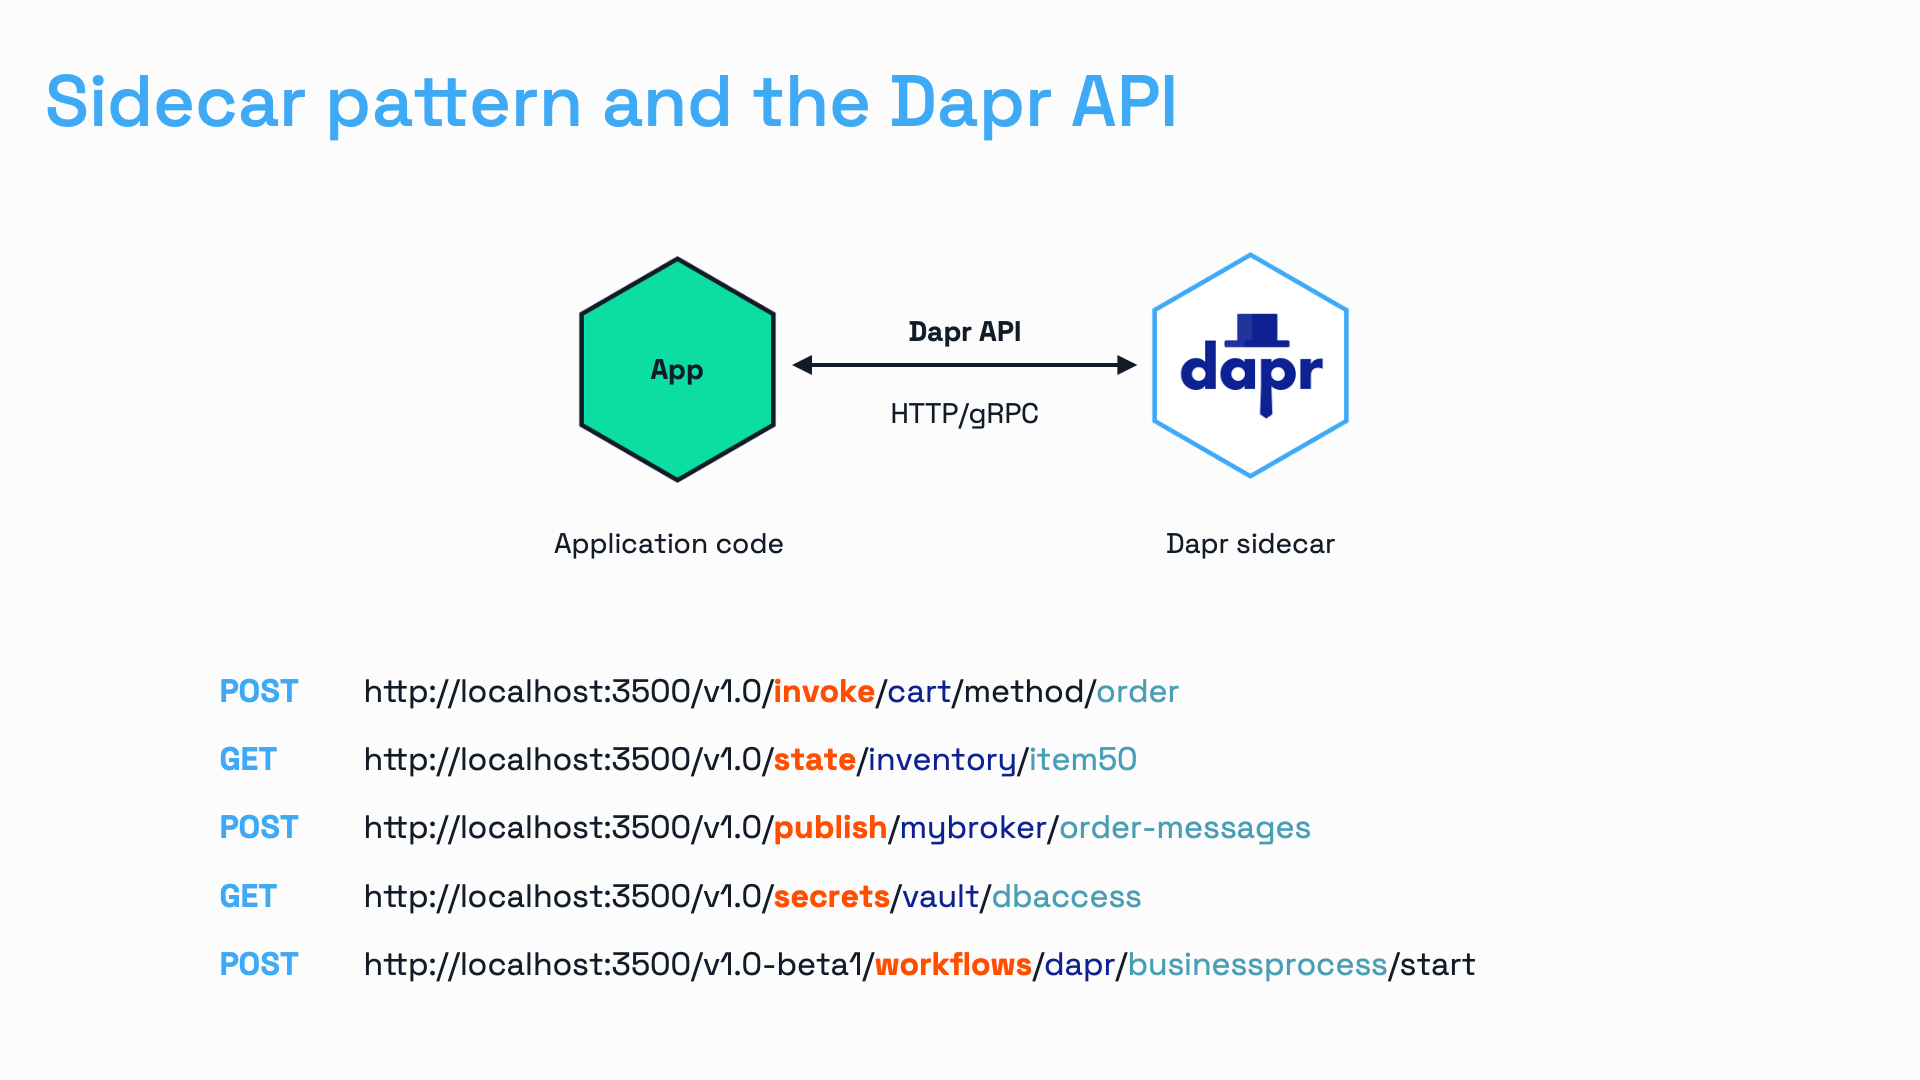 Sidecar pattern and the Dapr API
App
Dapr API
HTTP/gRPC
dapr
Application code
Dapr sidecar
POST http://localhost:3500/v1.0/invoke/cart/method/order
GET http://localhost:3500/v1.0/state/inventory/item50
POST http://localhost:3500/v1.0/publish/mybroker/order-messages
GET http://localhost:3500/v1.0/secrets/vault/dbaccess
POST http://localhost:3500/v1.0-beta1/workflows/dapr/businessprocess/start